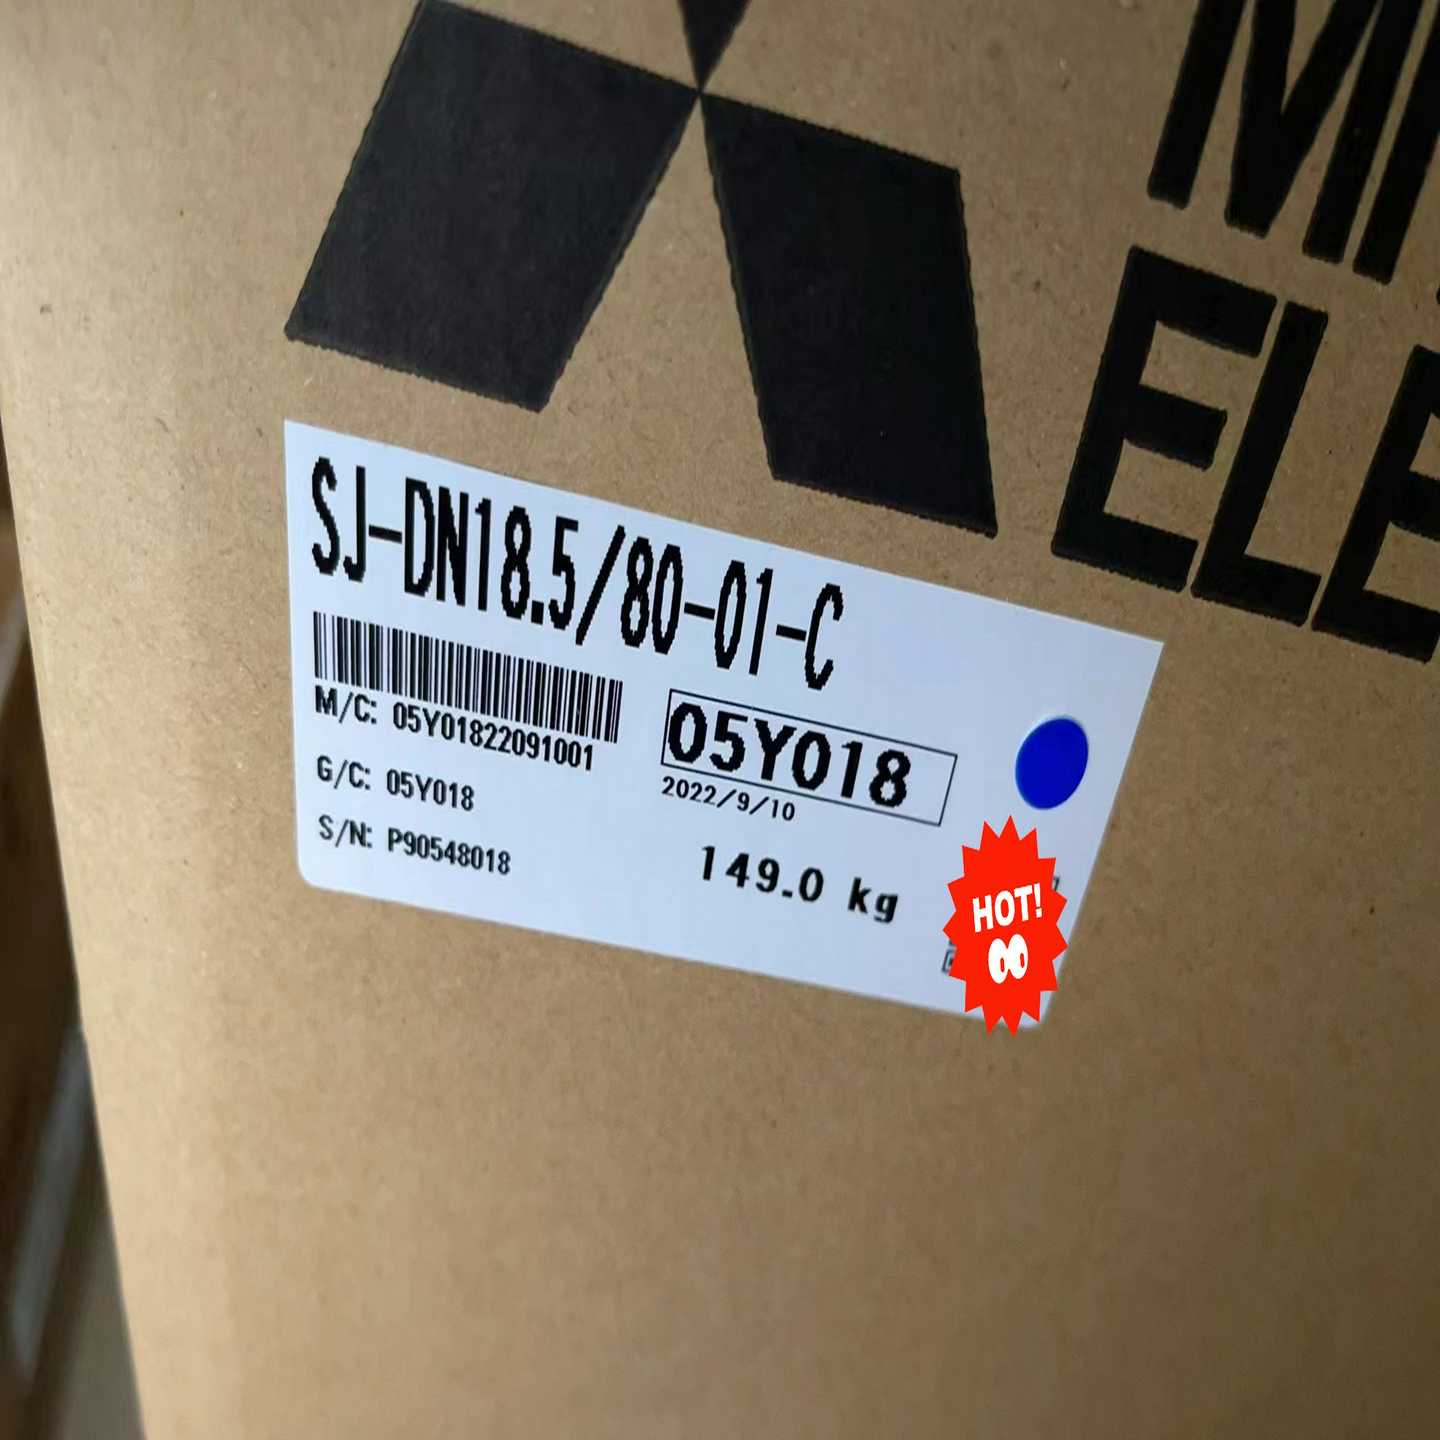 SJ-DN18.5/80-01-C
M/C: 05Y01822091001
05Y018
2022/9/10
G/C: 05Y018
S/N: P90548018
149.0 kg
HOT!